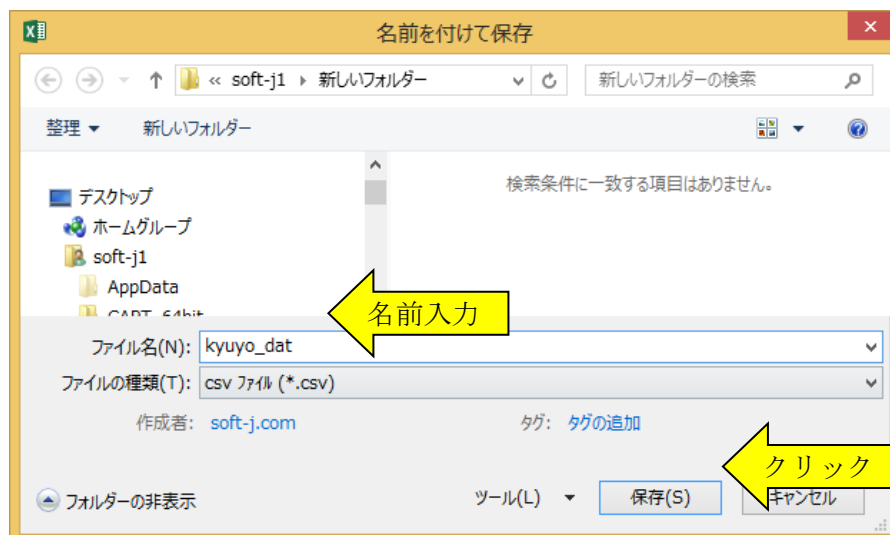 名前を付けて保存
« soft-j1 ▸ 新しいフォルダー
新しいフォルダーの検索
整理 ▼ 新しいフォルダー
検索条件に一致する項目はありません。
デスクトップ
ホームグループ
soft-j1
AppData
CAPT 64bit
名前入力
ファイル名(N): kyuyo_dat
ファイルの種類(T): csv ファイル (*.csv)
作成者: soft-j.com タグ: タグの追加
クリック
フォルダーの非表示 ツール(L) ▼ 保存(S) キャンセル